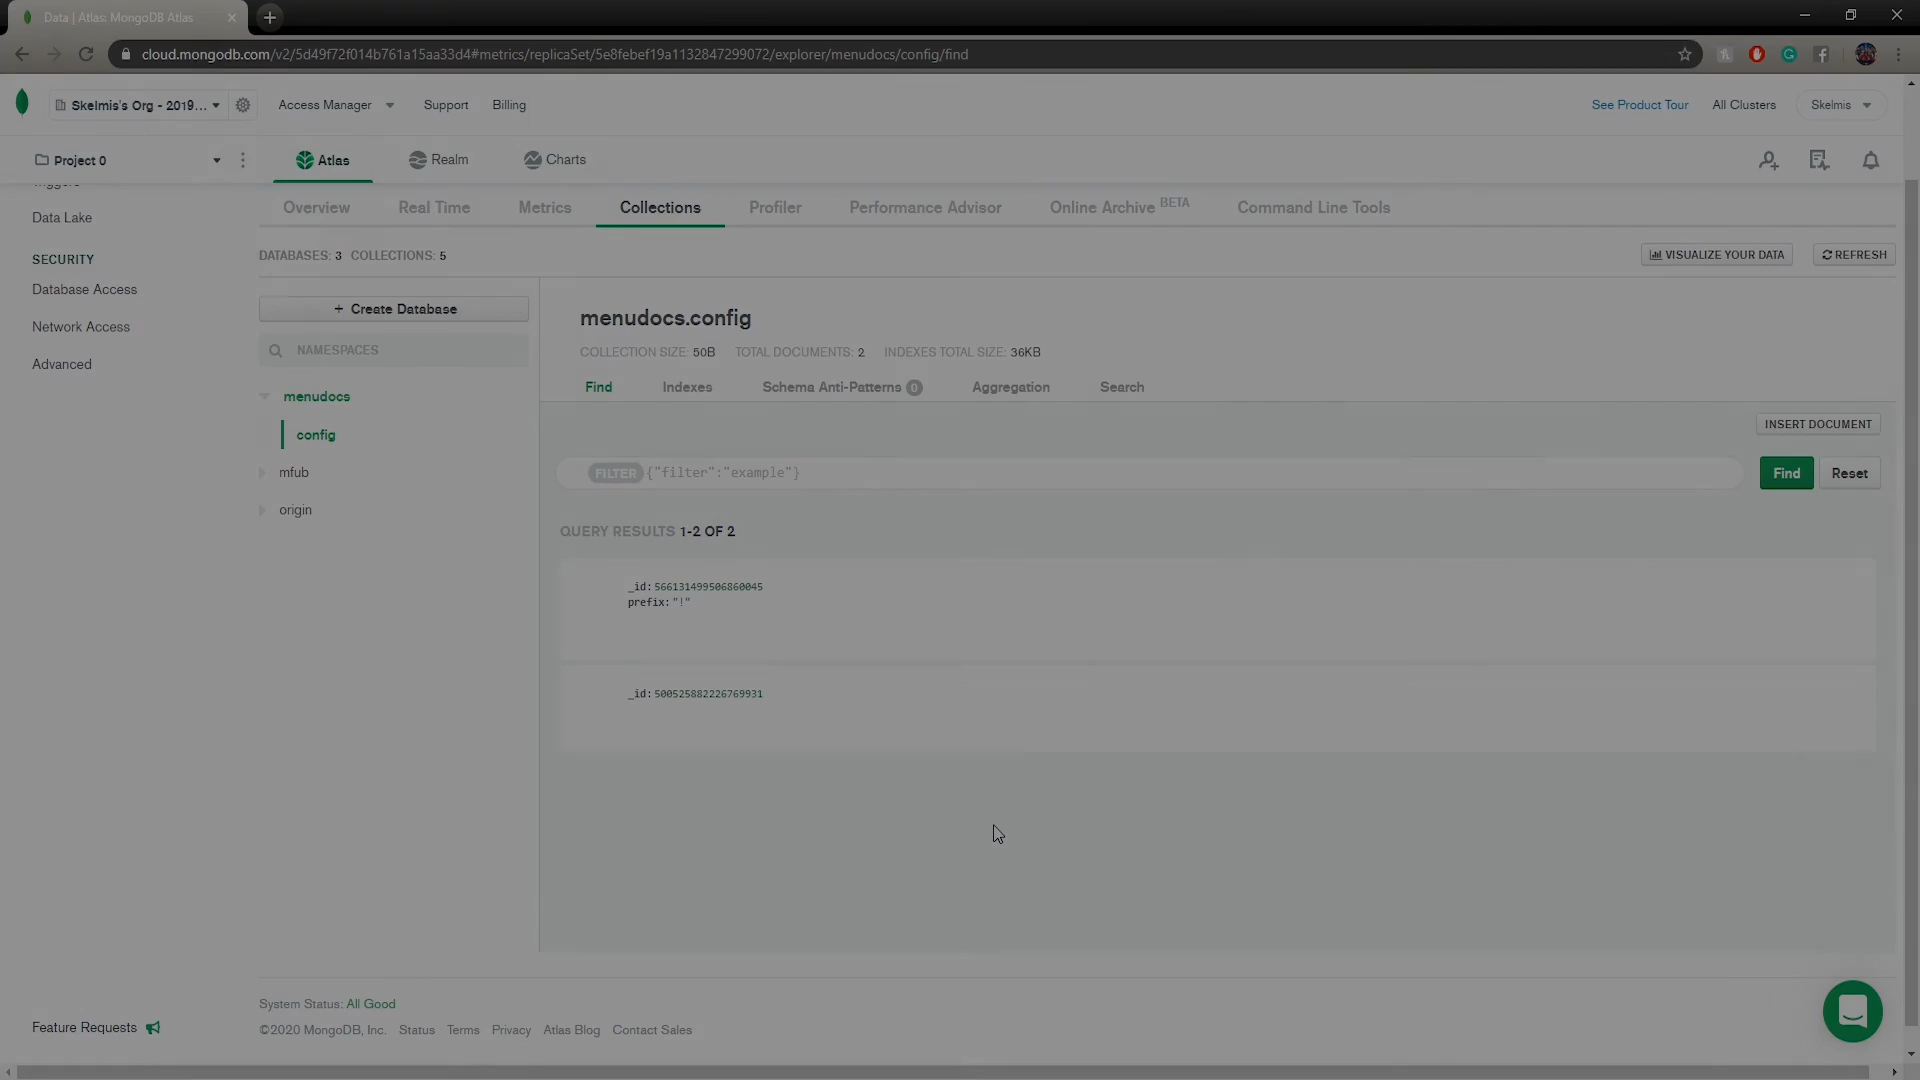 Data | Atlas: MongoDB Atlas
cloud.mongodb.com/v2/5d49f72f014b761a15aa33d4#metrics/replicaSet/5e8febef19a1132847299072/explorer/menudocs/config/find
Skelmis's Org - 2019... Access Manager Support Billing See Product Tour All Clusters Skelmis
Project 0 Atlas Realm Charts
Triggers
Overview Real Time Metrics Collections Profiler Performance Advisor Online Archive BETA Command Line Tools
Data Lake
DATABASES: 3 COLLECTIONS: 5 VISUALIZE YOUR DATA REFRESH
SECURITY
Database Access
Network Access
Advanced
+ Create Database
NAMESPACES
menudocs
config
mfub
origin
menudocs.config
COLLECTION SIZE: 50B TOTAL DOCUMENTS: 2 INDEXES TOTAL SIZE: 36KB
Find Indexes Schema Anti-Patterns 0 Aggregation Search
INSERT DOCUMENT
FILTER {"filter":"example"} Find Reset
QUERY RESULTS 1-2 OF 2
_id: 566131499506860045
prefix: "!"
_id: 500525882226769931
System Status: All Good
Feature Requests
©2020 MongoDB, Inc. Status Terms Privacy Atlas Blog Contact Sales